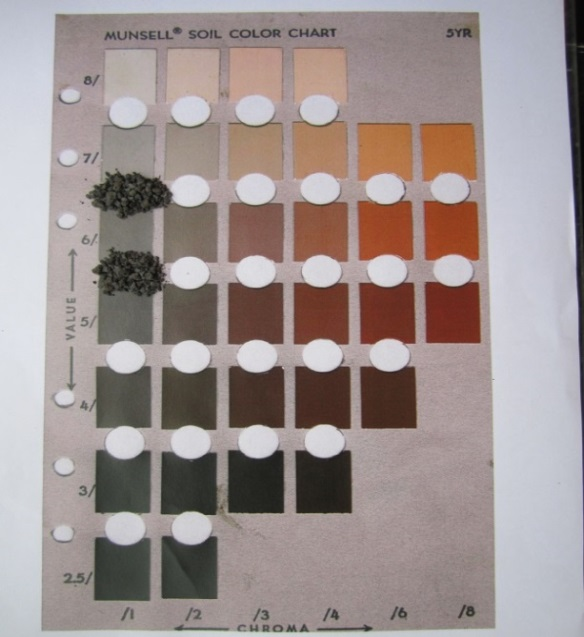 MUNSELL® SOIL COLOR CHART 5YR
8/
7/
6/
VALUE
5/
4/
3/
2.5/
/1 /2 /3 /4 /6 /8
CHROMA